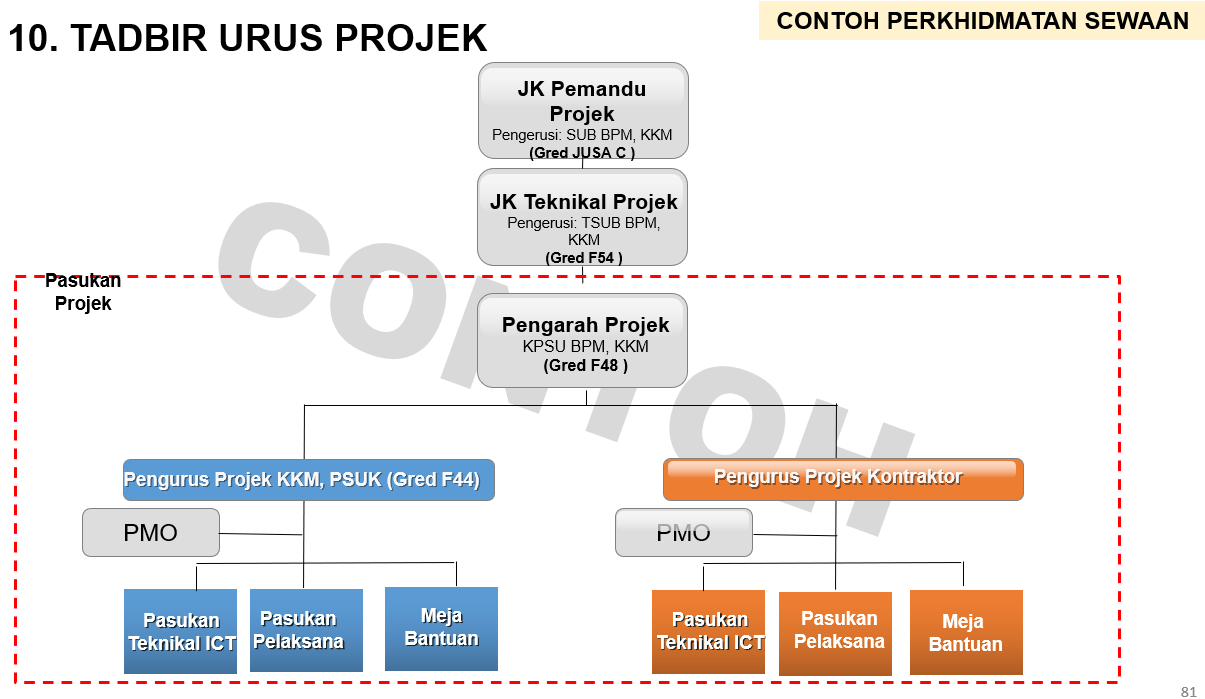 10. TADBIR URUS PROJEK
CONTOH PERKHIDMATAN SEWAAN
JK Pemandu
Projek
Pengerusi: SUB BPM, KKM
(Gred JUSA C )
JK Teknikal Projek
Pengerusi: TSUB BPM,
KKM
(Gred F54 )
Pasukan
Projek
CONTOH
Pengarah Projek
KPSU BPM, KKM
(Gred F48 )
Pengurus Projek KKM, PSUK (Gred F44)
Pengurus Projek Kontraktor
PMO
PMO
Pasukan
Teknikal ICT
Pasukan
Pelaksana
Meja
Bantuan
Pasukan
Teknikal ICT
Pasukan
Pelaksana
Meja
Bantuan
81